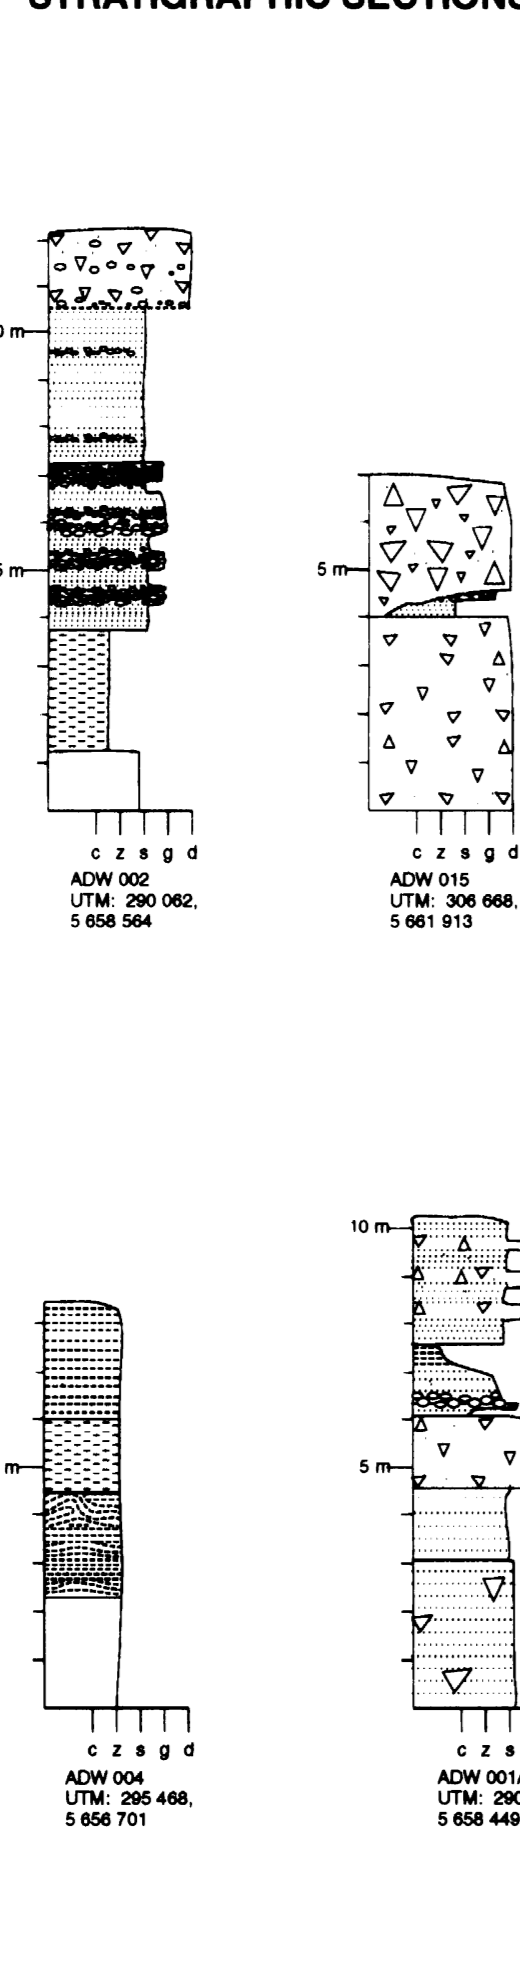 STRATIGRAPHIC SECTIONS
0 m
5 m
c z s g d
ADW 002
UTM: 290 062,
5 658 564
5 m
c z s g d
ADW 015
UTM: 306 668,
5 661 913
m
c z s g d
ADW 004
UTM: 295 468,
5 656 701
10 m
5 m
c z s
ADW 001
UTM: 290
5 658 449